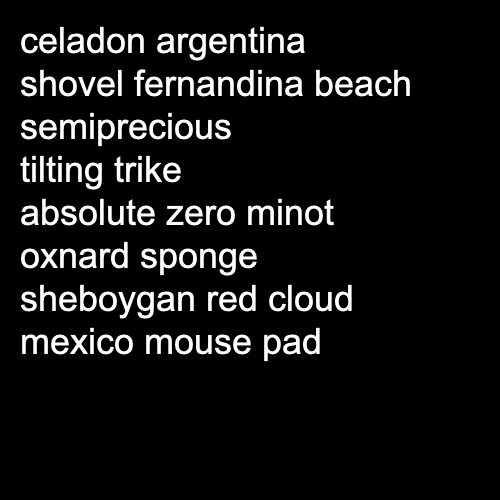 celadon argentina
shovel fernandina beach
semiprecious
tilting trike
absolute zero minot
oxnard sponge
sheboygan red cloud
mexico mouse pad